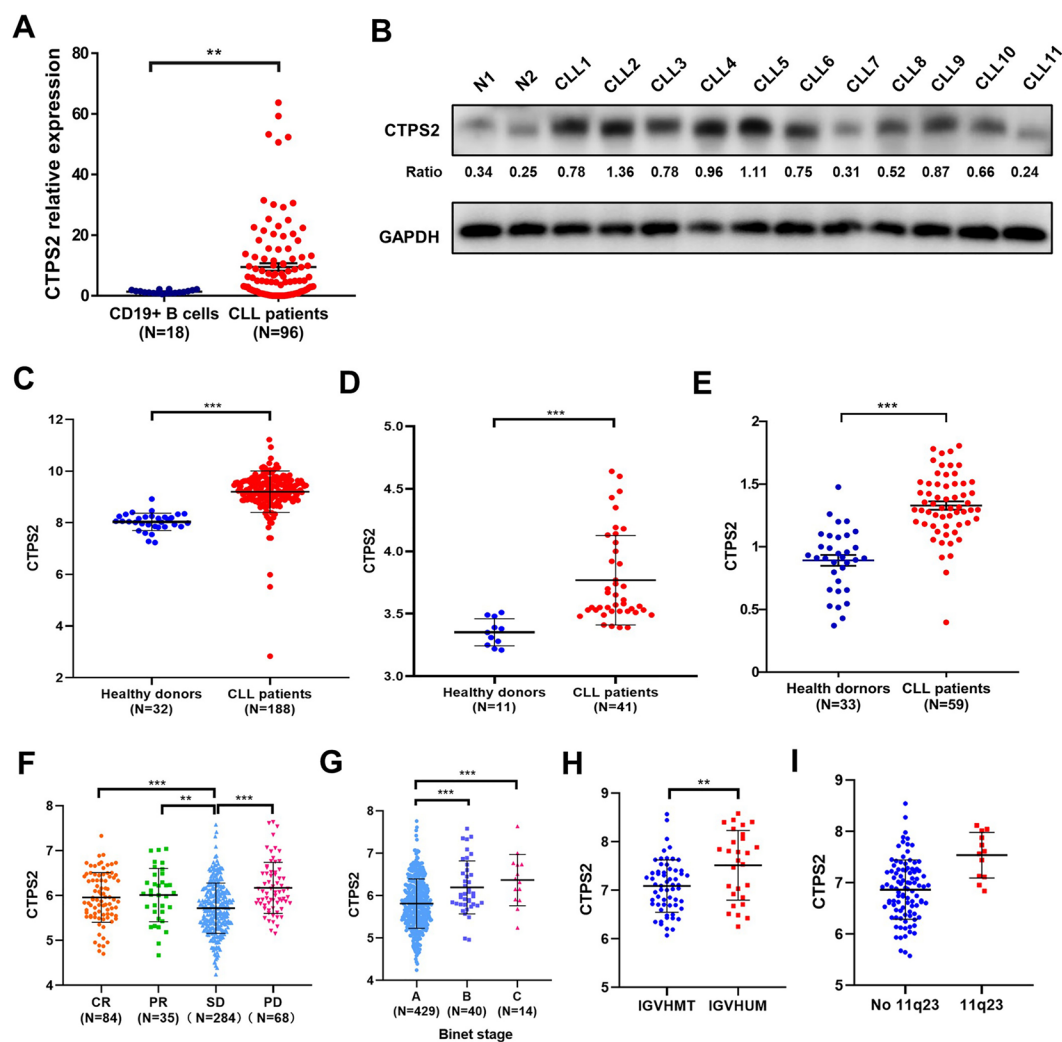 A
CTPS2 relative expression
80
60
40
20
0
**
CD19+ B cells
(N=18)
CLL patients
(N=96)
B
N1 N2 CLL1 CLL2 CLL3 CLL4 CLL5 CLL6 CLL7 CLL8 CLL9 CLL10 CLL11
CTPS2
Ratio 0.34 0.25 0.78 1.36 0.78 0.96 1.11 0.75 0.31 0.52 0.87 0.66 0.24
GAPDH
C
CTPS2
12
10
8
6
4
2
***
Healthy donors
(N=32)
CLL patients
(N=188)
D
CTPS2
5.0
4.5
4.0
3.5
3.0
***
Healthy donors
(N=11)
CLL patients
(N=41)
E
CTPS2
2
1.5
1
0.5
0
***
Health dornors
(N=33)
CLL patients
(N=59)
F
CTPS2
8
7
6
5
4
***
** ***
CR PR SD PD
(N=84) (N=35) (N=284) (N=68)
G
CTPS2
8
7
6
5
4
***
***
A B C
(N=429) (N=40) (N=14)
Binet stage
H
CTPS2
9
8
7
6
5
**
IGVHMT IGVHUM
I
CTPS2
9
8
7
6
5
No 11q23 11q23